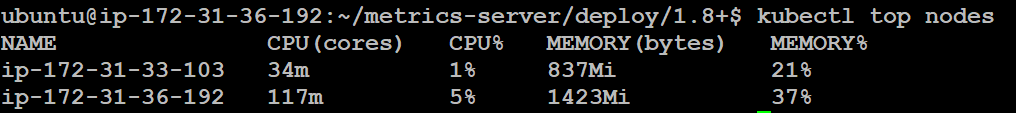 ubuntu@ip-172-31-36-192:~/metrics-server/deploy/1.8+$ kubectl top nodes
NAME CPU(cores) CPU% MEMORY(bytes) MEMORY%
ip-172-31-33-103 34m 1% 837Mi 21%
ip-172-31-36-192 117m 5% 1423Mi 37%